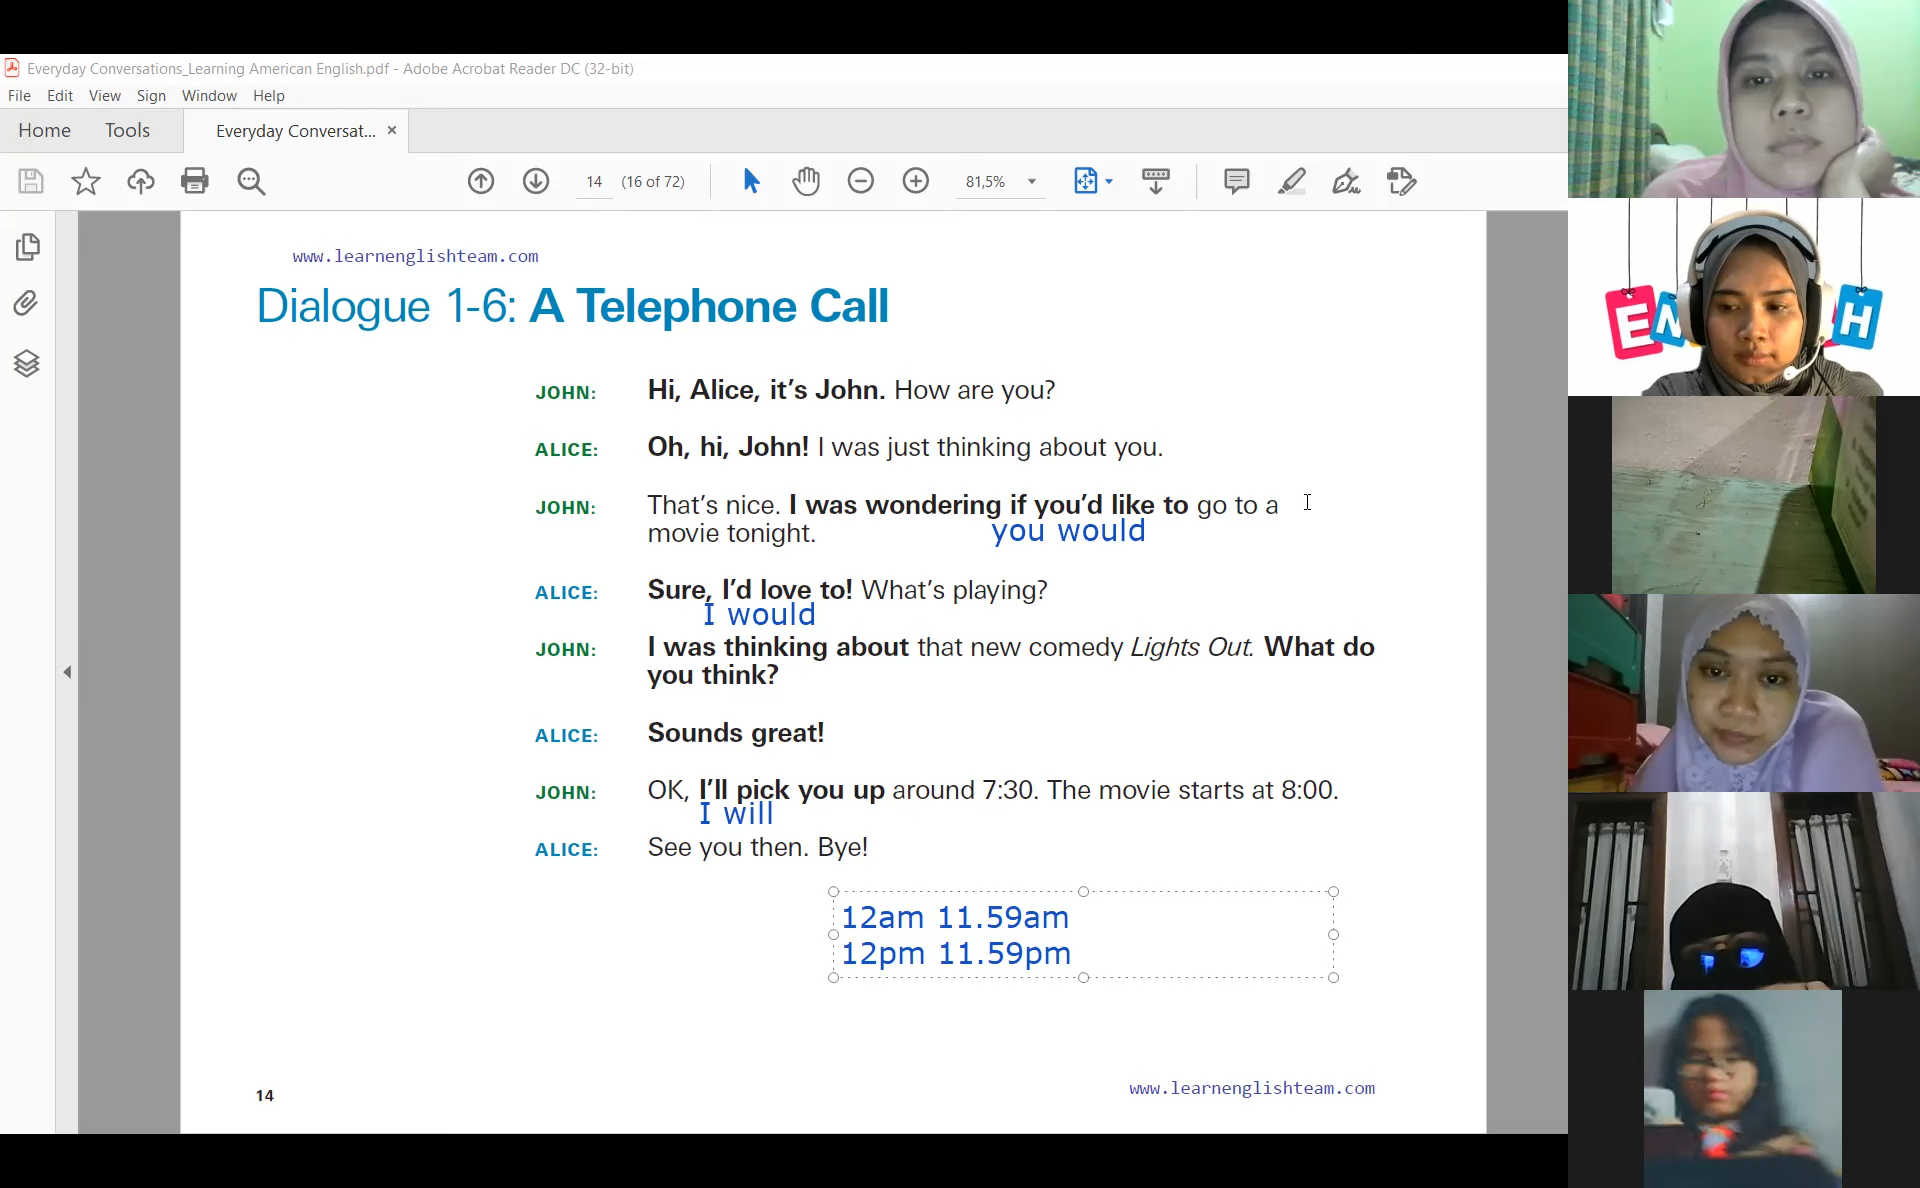 Everyday Conversations_Learning American English.pdf - Adobe Acrobat Reader DC (32-bit)
File Edit View Sign Window Help
Home Tools Everyday Conversat... ×
14 (16 of 72) 81,5%
www.learnenglishteam.com
Dialogue 1-6: A Telephone Call
JOHN: Hi, Alice, it's John. How are you?
ALICE: Oh, hi, John! I was just thinking about you.
JOHN: That's nice. I was wondering if you'd like to go to a
movie tonight. you would
ALICE: Sure, I'd love to! What's playing?
I would
JOHN: I was thinking about that new comedy Lights Out. What do
you think?
ALICE: Sounds great!
JOHN: OK, I'll pick you up around 7:30. The movie starts at 8:00.
I will
ALICE: See you then. Bye!
12am 11.59am
12pm 11.59pm
14 www.learnenglishteam.com
E N H